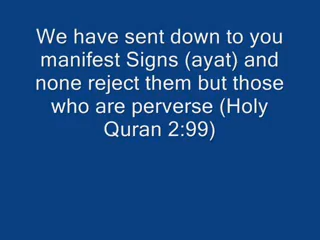 We have sent down to you
manifest Signs (ayat) and
none reject them but those
who are perverse (Holy
Quran 2:99)